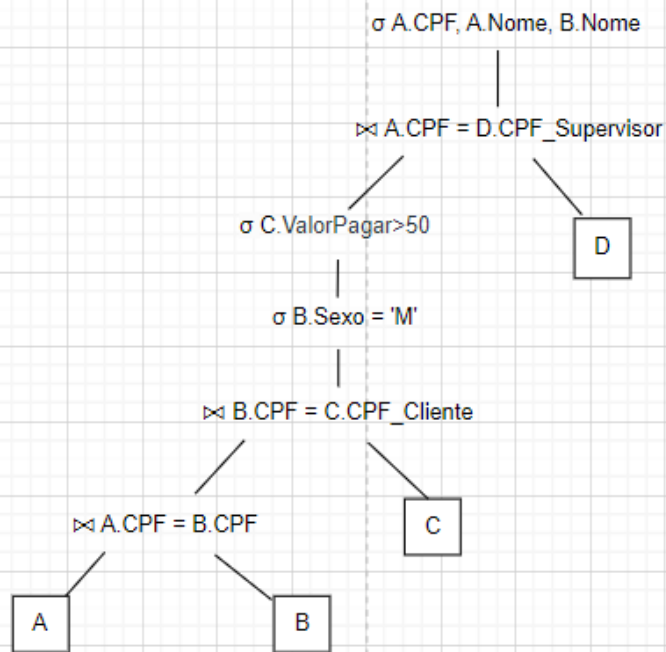 σ A.CPF, A.Nome, B.Nome
⋈ A.CPF = D.CPF_Supervisor
σ C.ValorPagar>50
D
σ B.Sexo = 'M'
⋈ B.CPF = C.CPF_Cliente
⋈ A.CPF = B.CPF
C
A
B